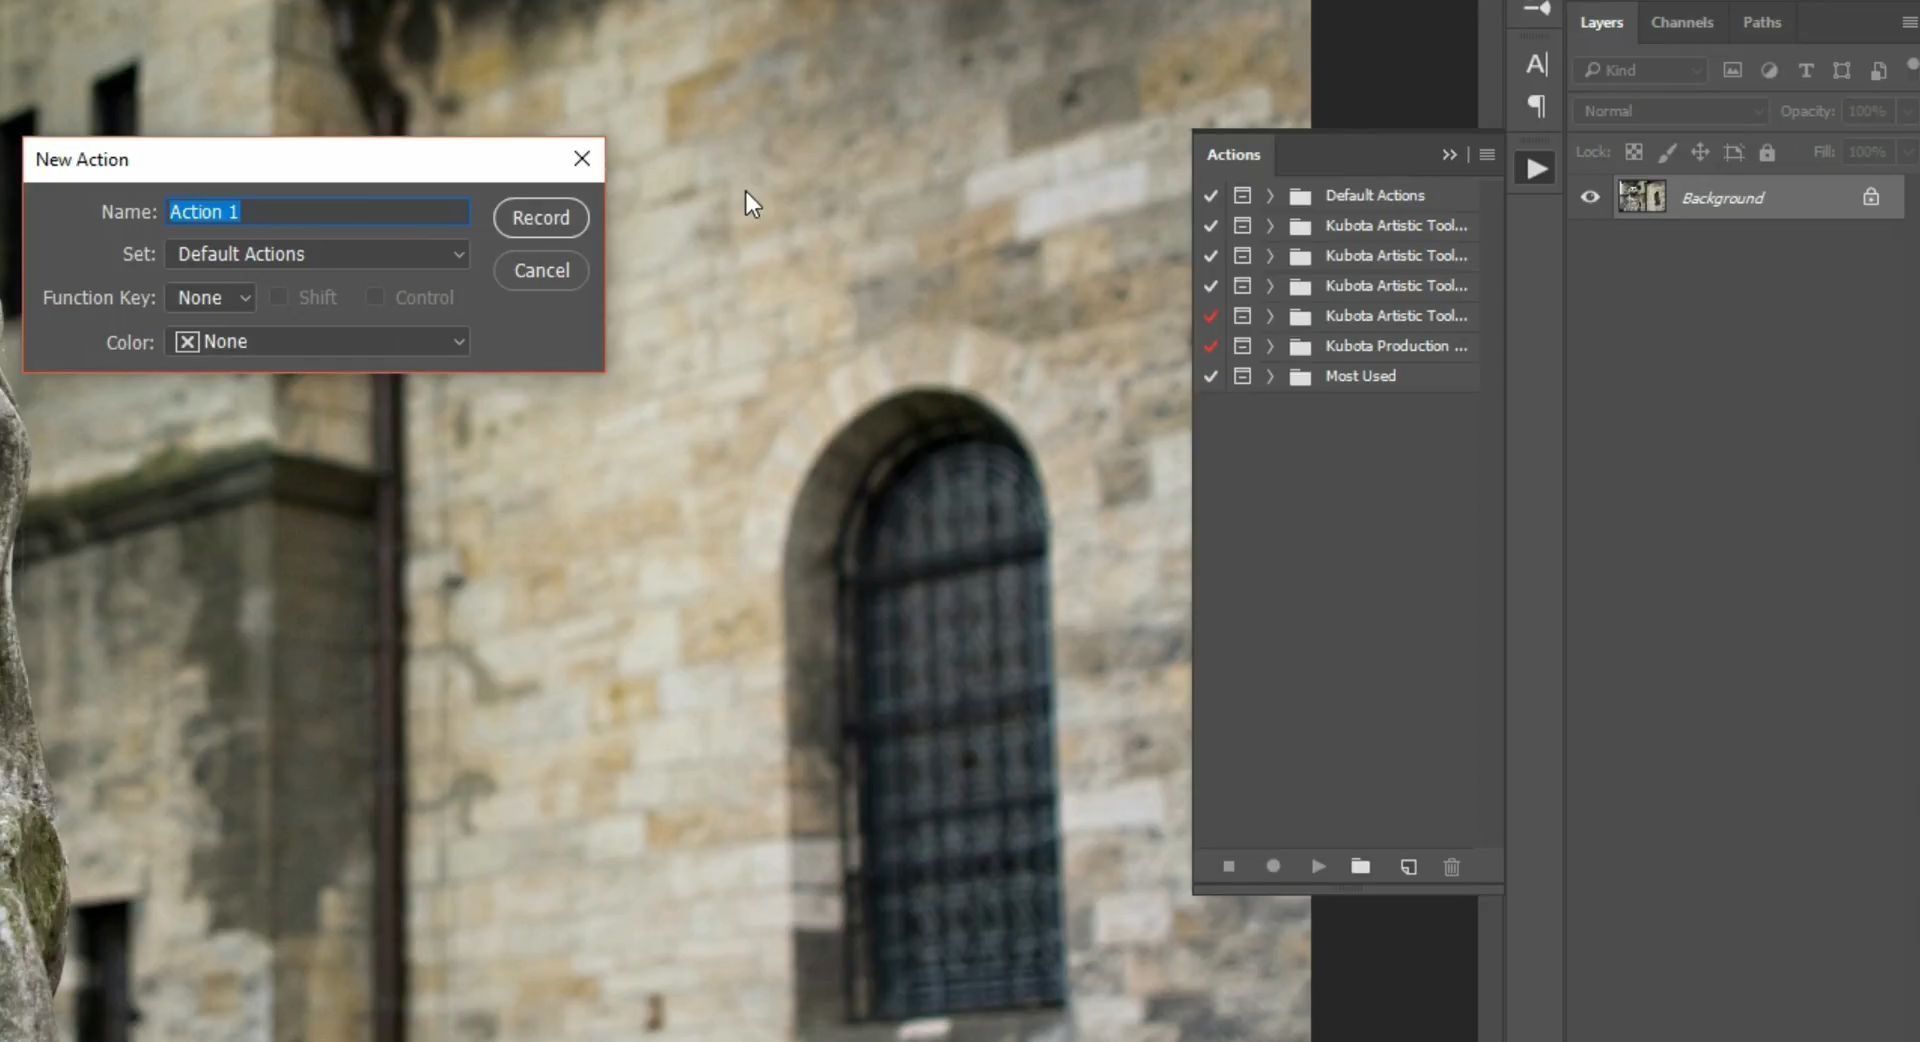 New Action
Name: Action 1
Record
Set: Default Actions
Cancel
Function Key: None Shift Control
Color: None
Actions
Default Actions
Kubota Artistic Tool...
Kubota Artistic Tool...
Kubota Artistic Tool...
Kubota Artistic Tool...
Kubota Production ...
Most Used
Layers Channels Paths
Kind
Normal Opacity: 100%
Lock: Fill: 100%
Background